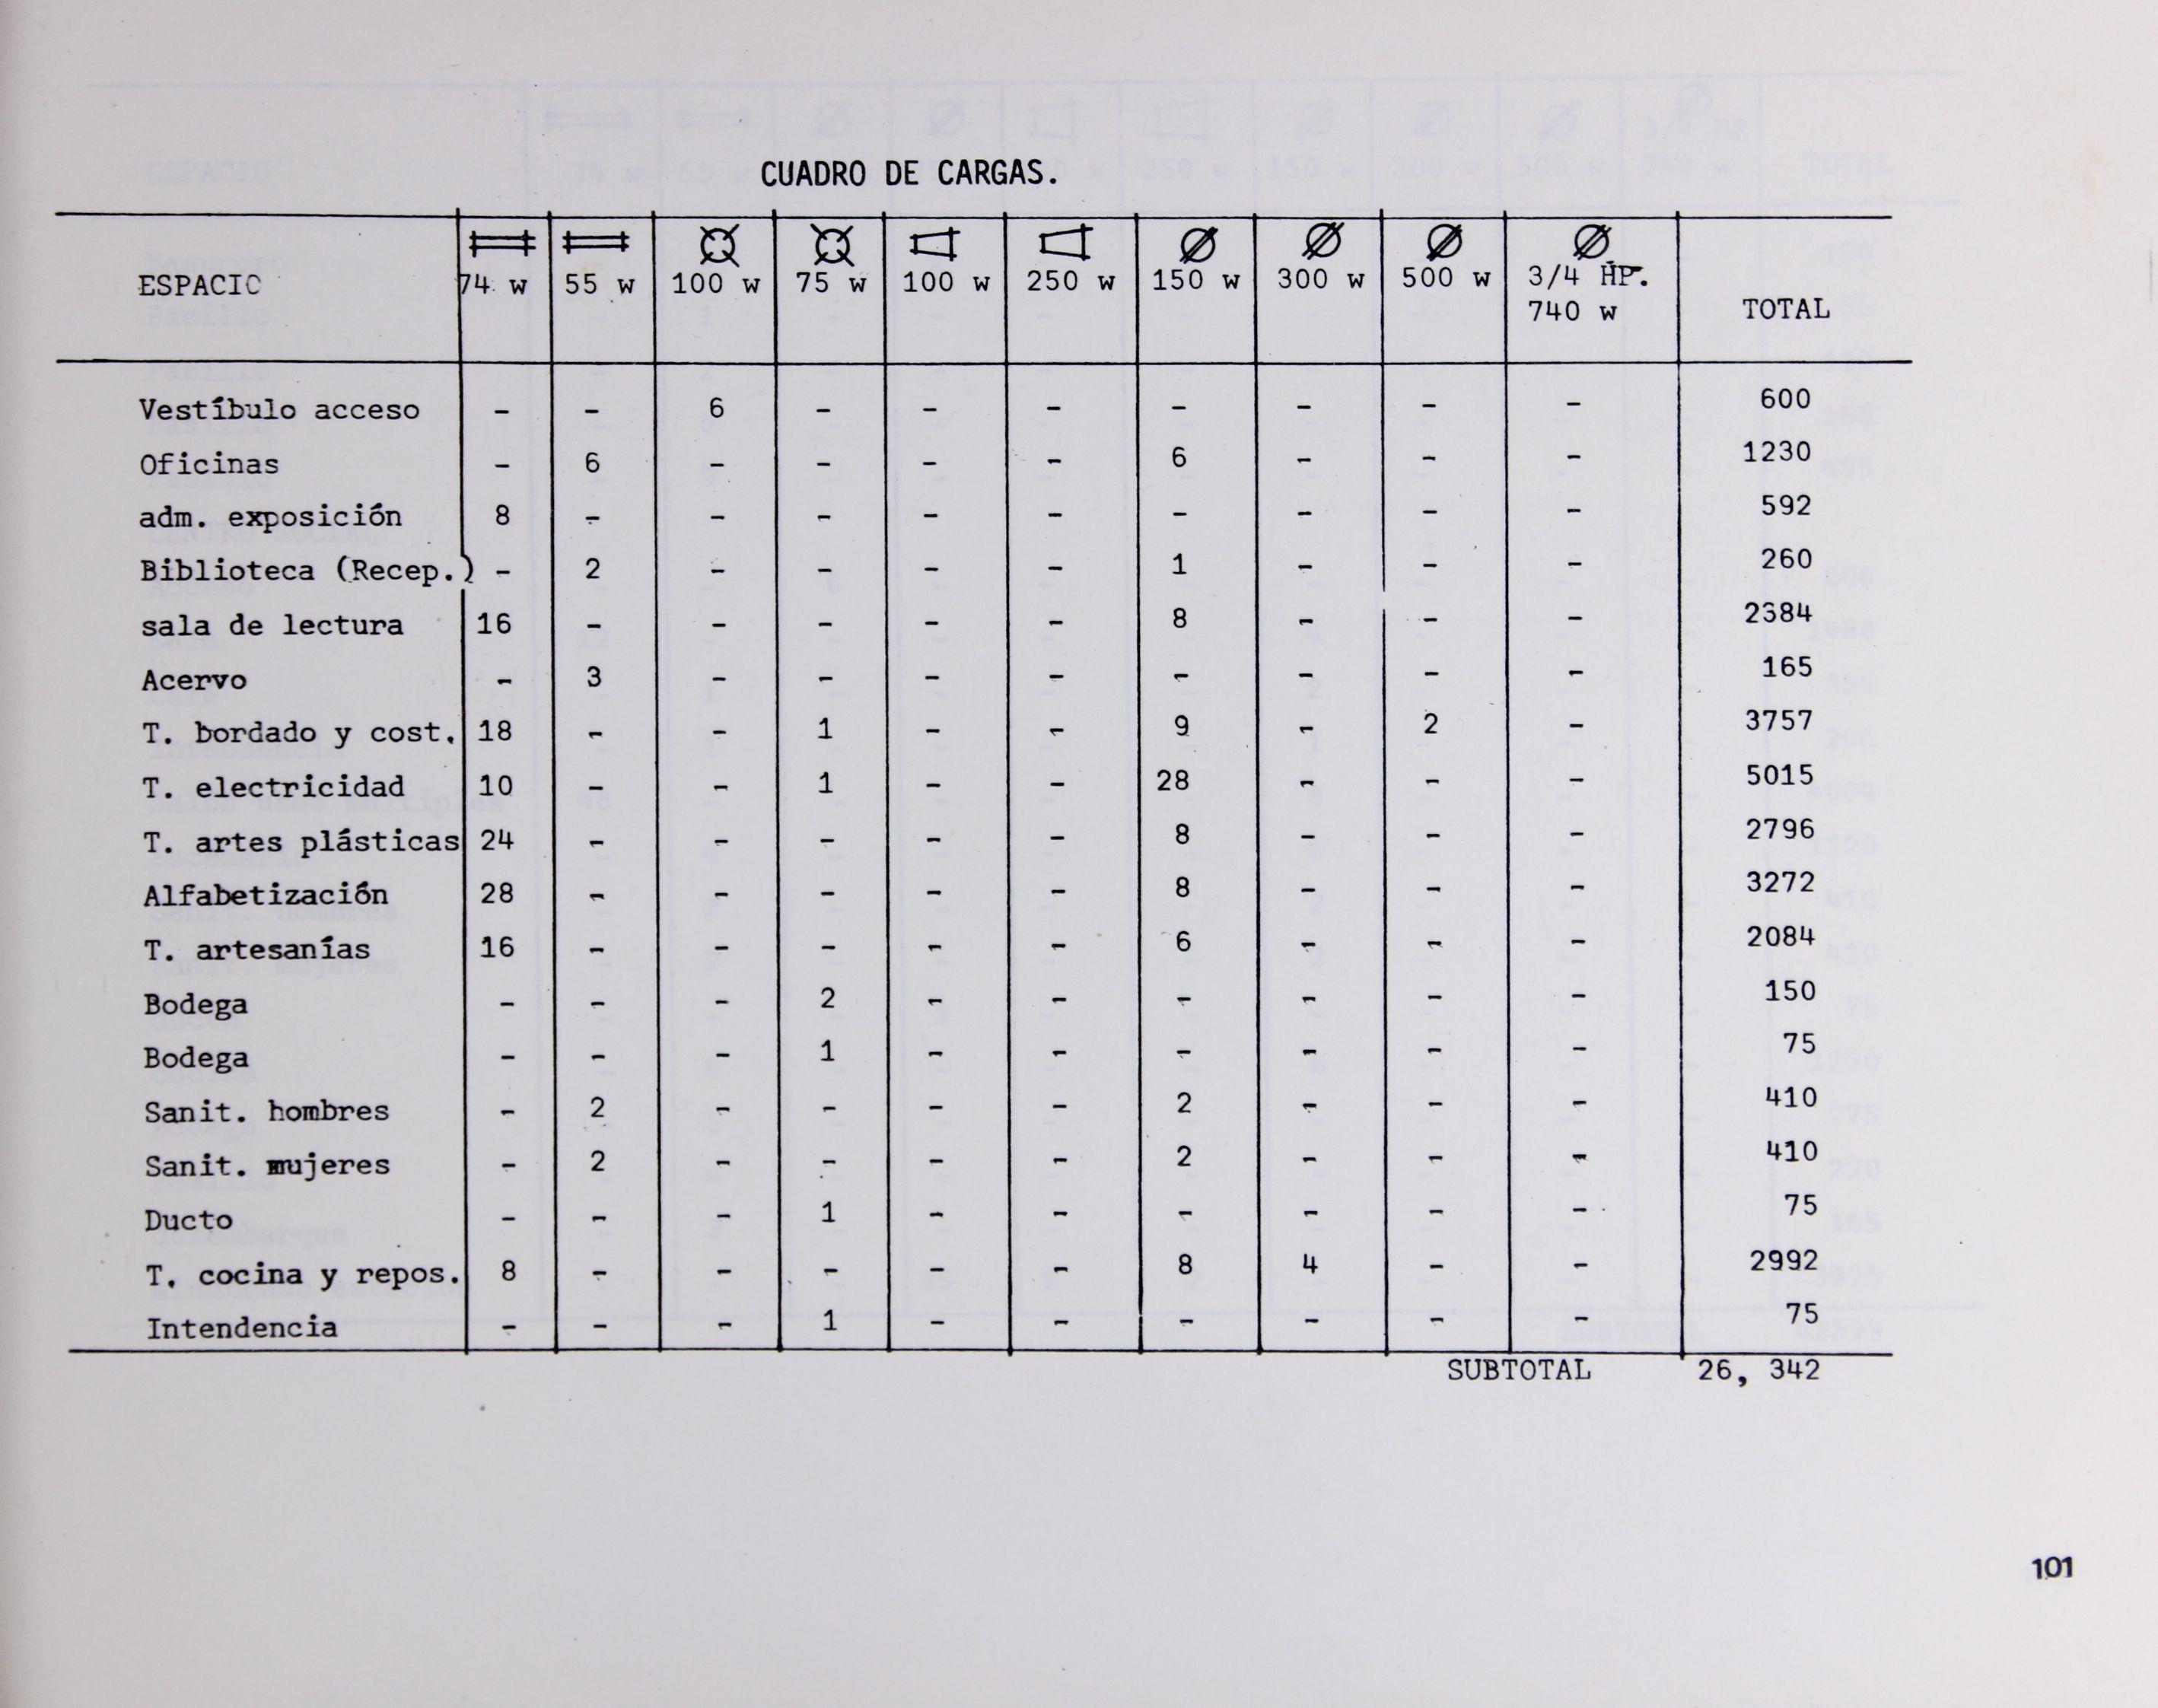 CUADRO DE CARGAS.
ESPACIO 74 w 55 w 100 w 75 w 100 w 250 w 150 w 300 w 500 w 3/4 HP. 740 w TOTAL
Vestíbulo acceso - - 6 - - - - - - - 600
Oficinas - 6 - - - - 6 - - - 1230
adm. exposición 8 - - - - - - - - - 592
Biblioteca (Recep.) - 2 - - - - 1 - - - 260
sala de lectura 16 - - - - - 8 - - - 2384
Acervo - 3 - - - - - - - - 165
T. bordado y cost. 18 - - 1 - - 9 - 2 - 3757
T. electricidad 10 - - 1 - - 28 - - - 5015
T. artes plásticas 24 - - - - - 8 - - - 2796
Alfabetización 28 - - - - - 8 - - - 3272
T. artesanías 16 - - - - - 6 - - - 2084
Bodega - - - 2 - - - - - - 150
Bodega - - - 1 - - - - - - 75
Sanit. hombres - 2 - - - - 2 - - - 410
Sanit. mujeres - 2 - - - - 2 - - - 410
Ducto - - - 1 - - - - - - 75
T. cocina y repos. 8 - - - - - 8 4 - - 2992
Intendencia - - - 1 - - - - - - 75
SUBTOTAL 26, 342
101